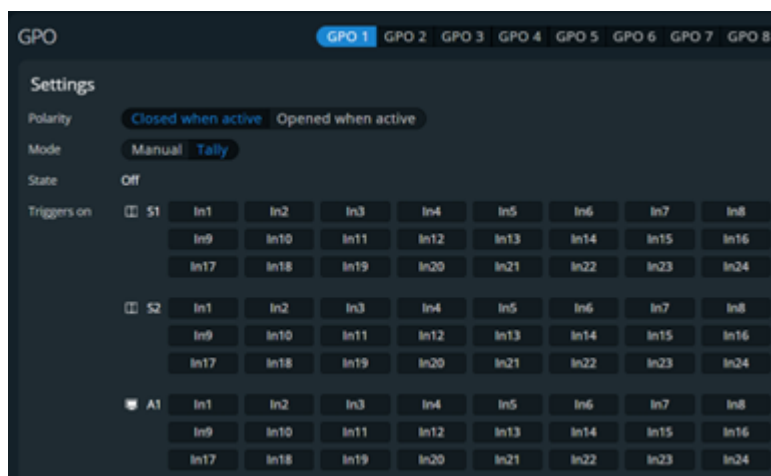 GPO GPO 1 GPO 2 GPO 3 GPO 4 GPO 5 GPO 6 GPO 7 GPO 8
Settings
Polarity Closed when active Opened when active
Mode Manual Tally
State Off
Triggers on S1 In1 In2 In3 In4 In5 In6 In7 In8
In9 In10 In11 In12 In13 In14 In15 In16
In17 In18 In19 In20 In21 In22 In23 In24
S2 In1 In2 In3 In4 In5 In6 In7 In8
In9 In10 In11 In12 In13 In14 In15 In16
In17 In18 In19 In20 In21 In22 In23 In24
A1 In1 In2 In3 In4 In5 In6 In7 In8
In9 In10 In11 In12 In13 In14 In15 In16
In17 In18 In19 In20 In21 In22 In23 In24